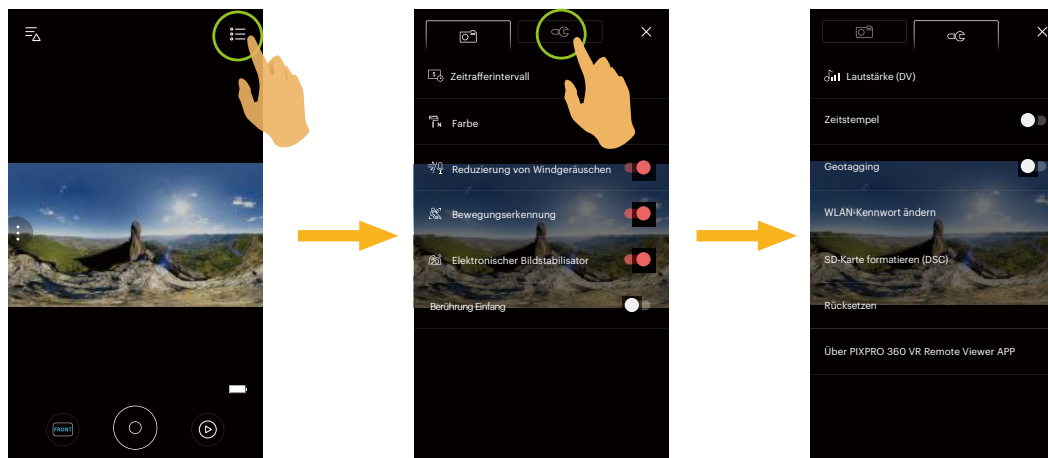 FRONT
Zeitrafferintervall
N Farbe
Reduzierung von Windgeräuschen
Bewegungserkennung
Elektronischer Bildstabilisator
Berührung Einfang
Lautstärke (DV)
Zeitstempel
Geotagging
WLAN-Kennwort ändern
SD-Karte formatieren (DSC)
Rücksetzen
Über PIXPRO 360 VR Remote Viewer APP